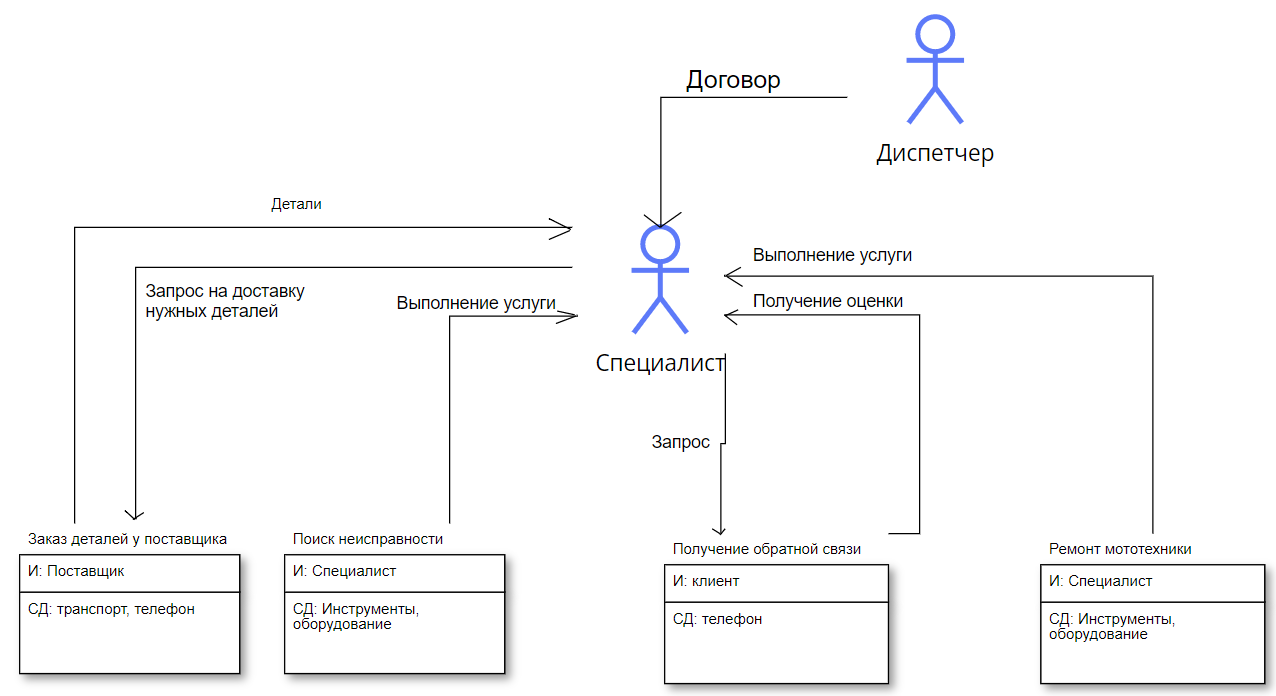 Договор
Диспетчер
Детали
Выполнение услуги
Запрос на доставку
нужных деталей
Выполнение услуги
Получение оценки
Специалист
Запрос
Заказ деталей у поставщика
И: Поставщик
СД: транспорт, телефон
Поиск неисправности
И: Специалист
СД: Инструменты,
оборудование
Получение обратной связи
И: клиент
СД: телефон
Ремонт мототехники
И: Специалист
СД: Инструменты,
оборудование